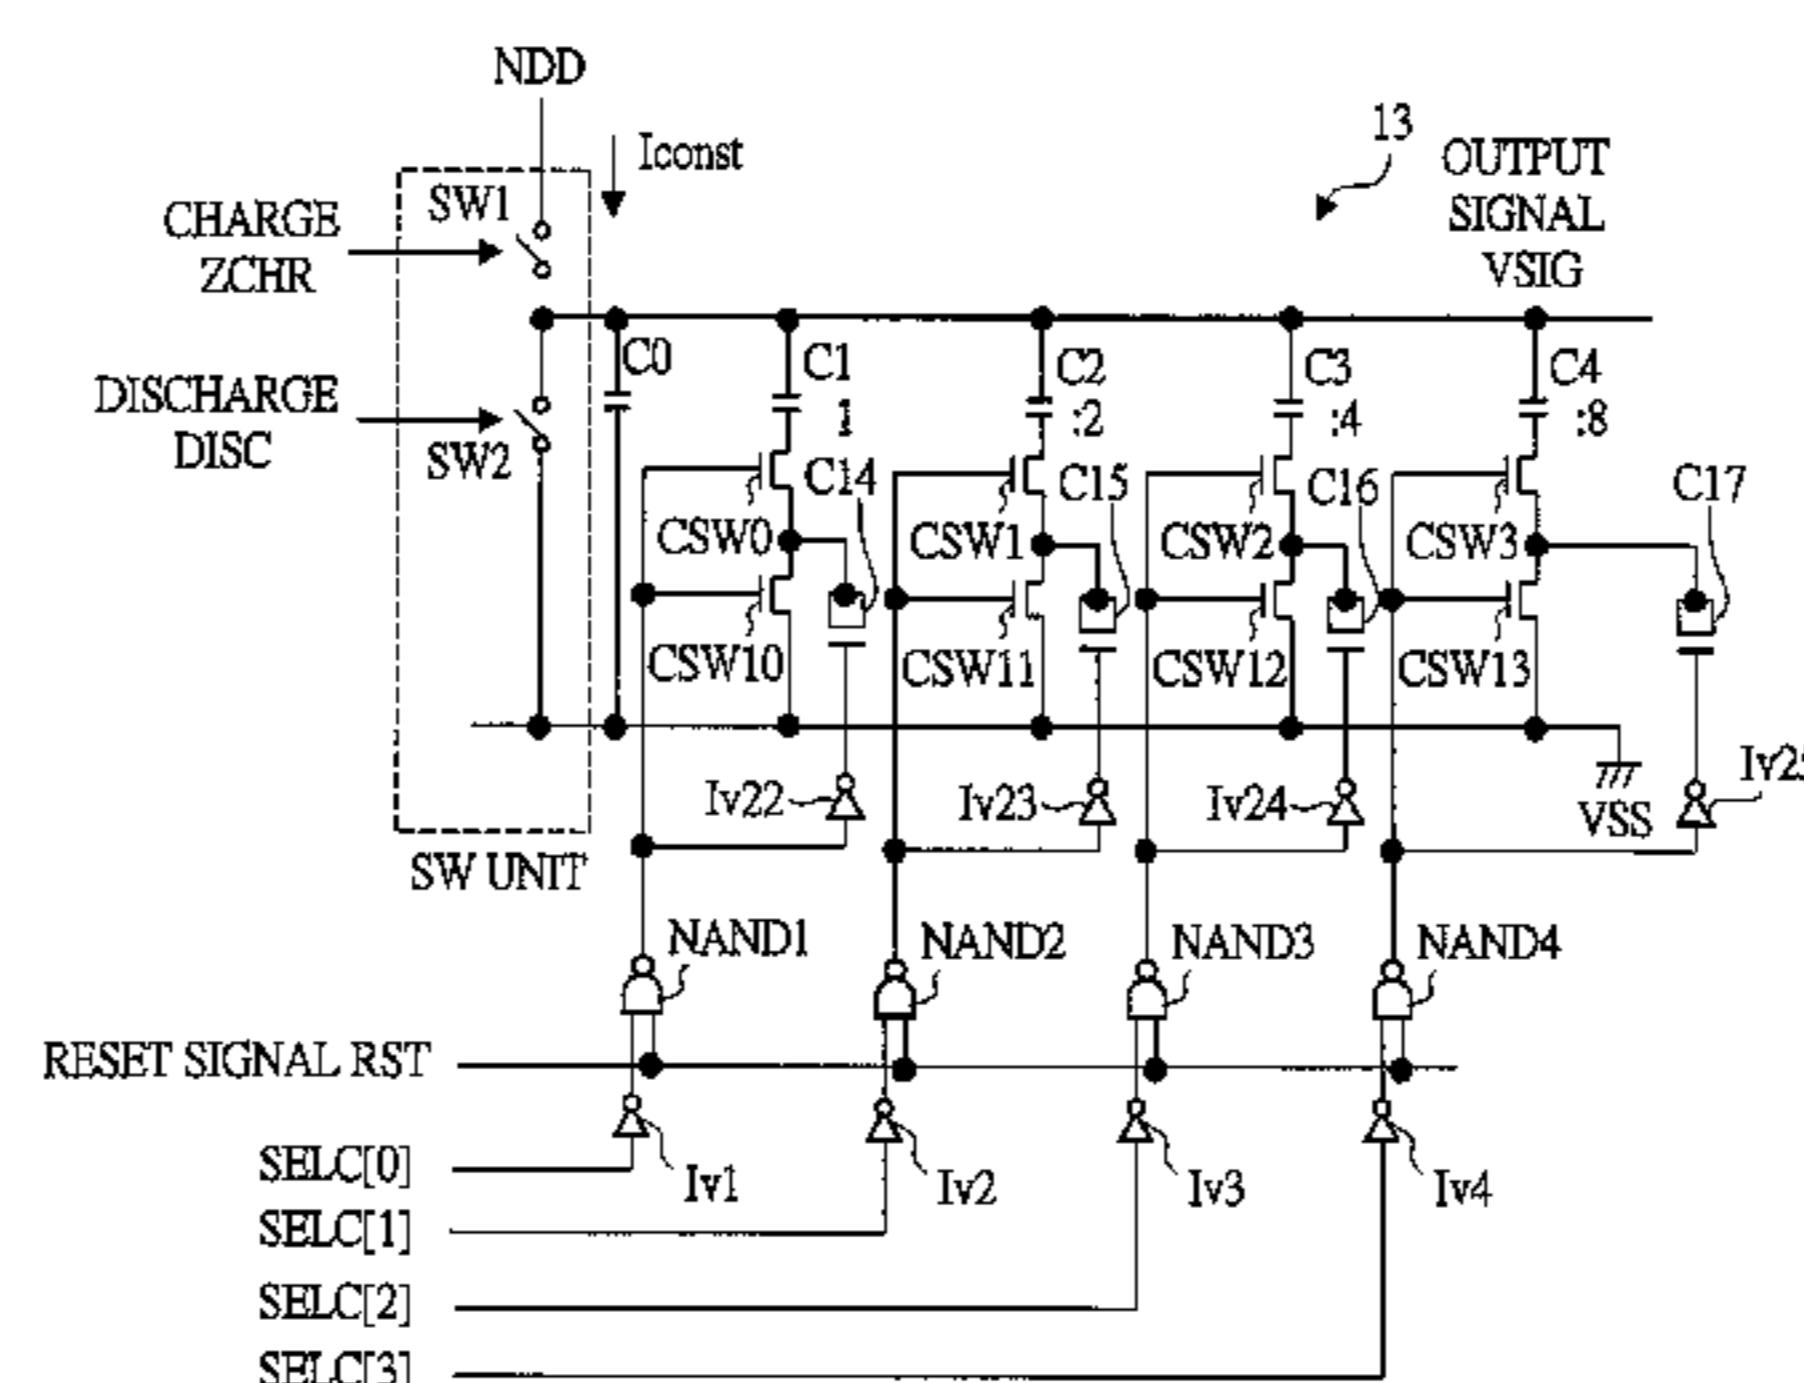 NDD
Iconst
13
OUTPUT
SIGNAL
VSIG
SW1
CHARGE
ZCHR
C0
C1
1
C2
:2
C3
:4
C4
:8
DISCHARGE
DISC
SW2
C14
C15
C16
C17
CSW0
CSW1
CSW2
CSW3
CSW10
CSW11
CSW12
CSW13
Iv22
Iv23
Iv24
VSS
Iv25
SW UNIT
NAND1
NAND2
NAND3
NAND4
RESET SIGNAL RST
SELC[0]
Iv1
Iv2
Iv3
Iv4
SELC[1]
SELC[2]
SELC[3]